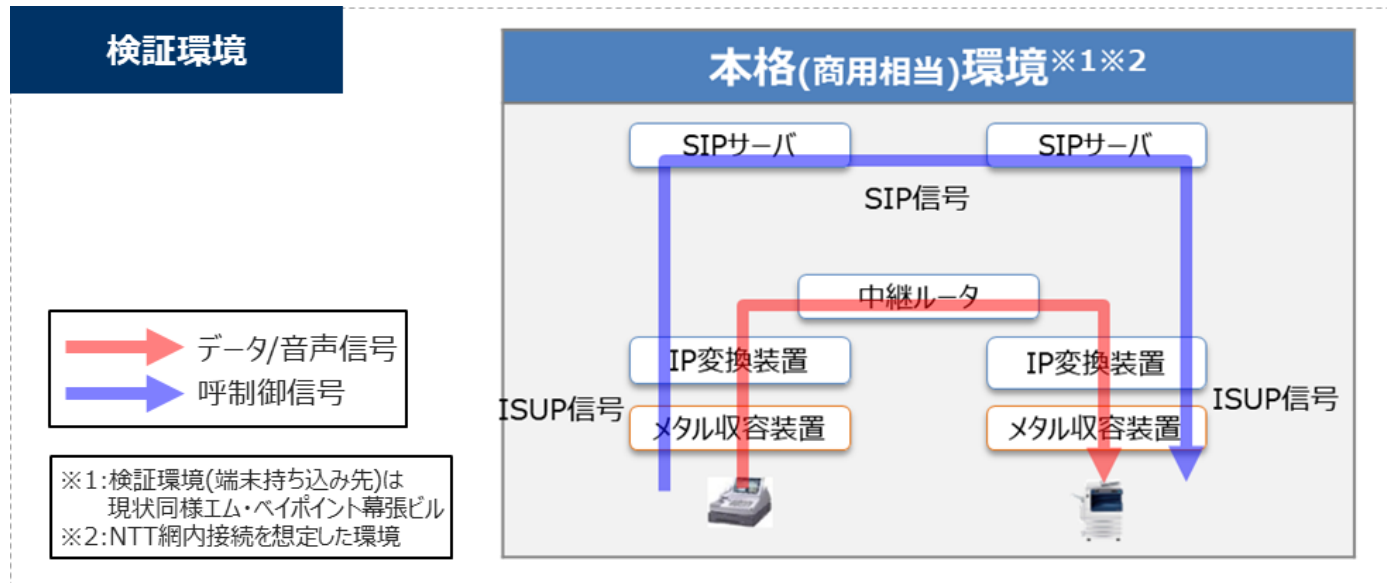 検証環境
本格(商用相当)環境※1※2
SIPサーバ
SIPサーバ
SIP信号
中継ルータ
IP変換装置
IP変換装置
ISUP信号
ISUP信号
メタル収容装置
メタル収容装置
データ/音声信号
呼制御信号
※1:検証環境(端末持ち込み先)は
現状同様エム・ベイポイント幕張ビル
※2:NTT網内接続を想定した環境